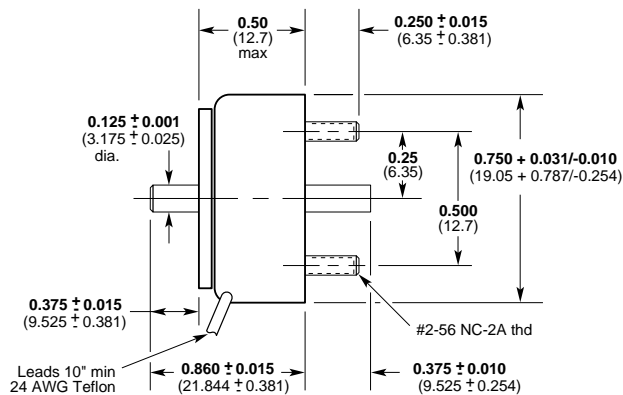 0.50
(12.7)
max
0.250 ± 0.015
(6.35 ± 0.381)
0.125 ± 0.001
(3.175 ± 0.025)
dia.
0.25
(6.35)
0.750 + 0.031/-0.010
(19.05 + 0.787/-0.254)
0.500
(12.7)
0.375 ± 0.015
(9.525 ± 0.381)
#2-56 NC-2A thd
Leads 10" min
24 AWG Teflon
0.860 ± 0.015
(21.844 ± 0.381)
0.375 ± 0.010
(9.525 ± 0.254)